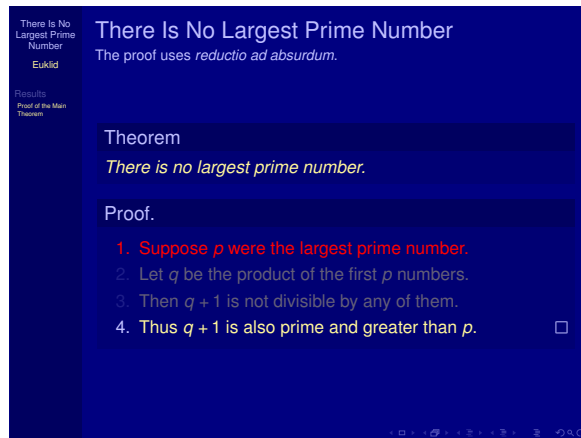 There Is No
Largest Prime
Number
Euklid
Results
Proof of the Main
Theorem
There Is No Largest Prime Number
The proof uses reductio ad absurdum.
Theorem
There is no largest prime number.
Proof.
1. Suppose p were the largest prime number.
2. Let q be the product of the first p numbers.
3. Then q + 1 is not divisible by any of them.
4. Thus q + 1 is also prime and greater than p. □